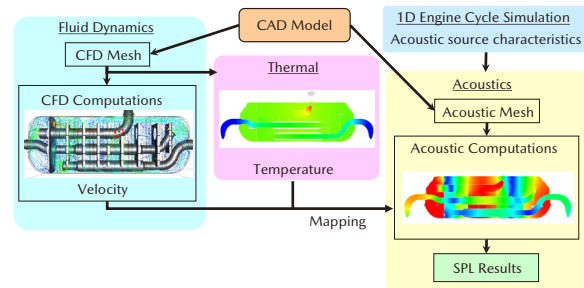 Fluid Dynamics
CAD Model
1D Engine Cycle Simulation
Acoustic source characteristics
CFD Mesh
Thermal
Acoustics
CFD Computations
Acoustic Mesh
Acoustic Computations
Temperature
Velocity
Mapping
SPL Results